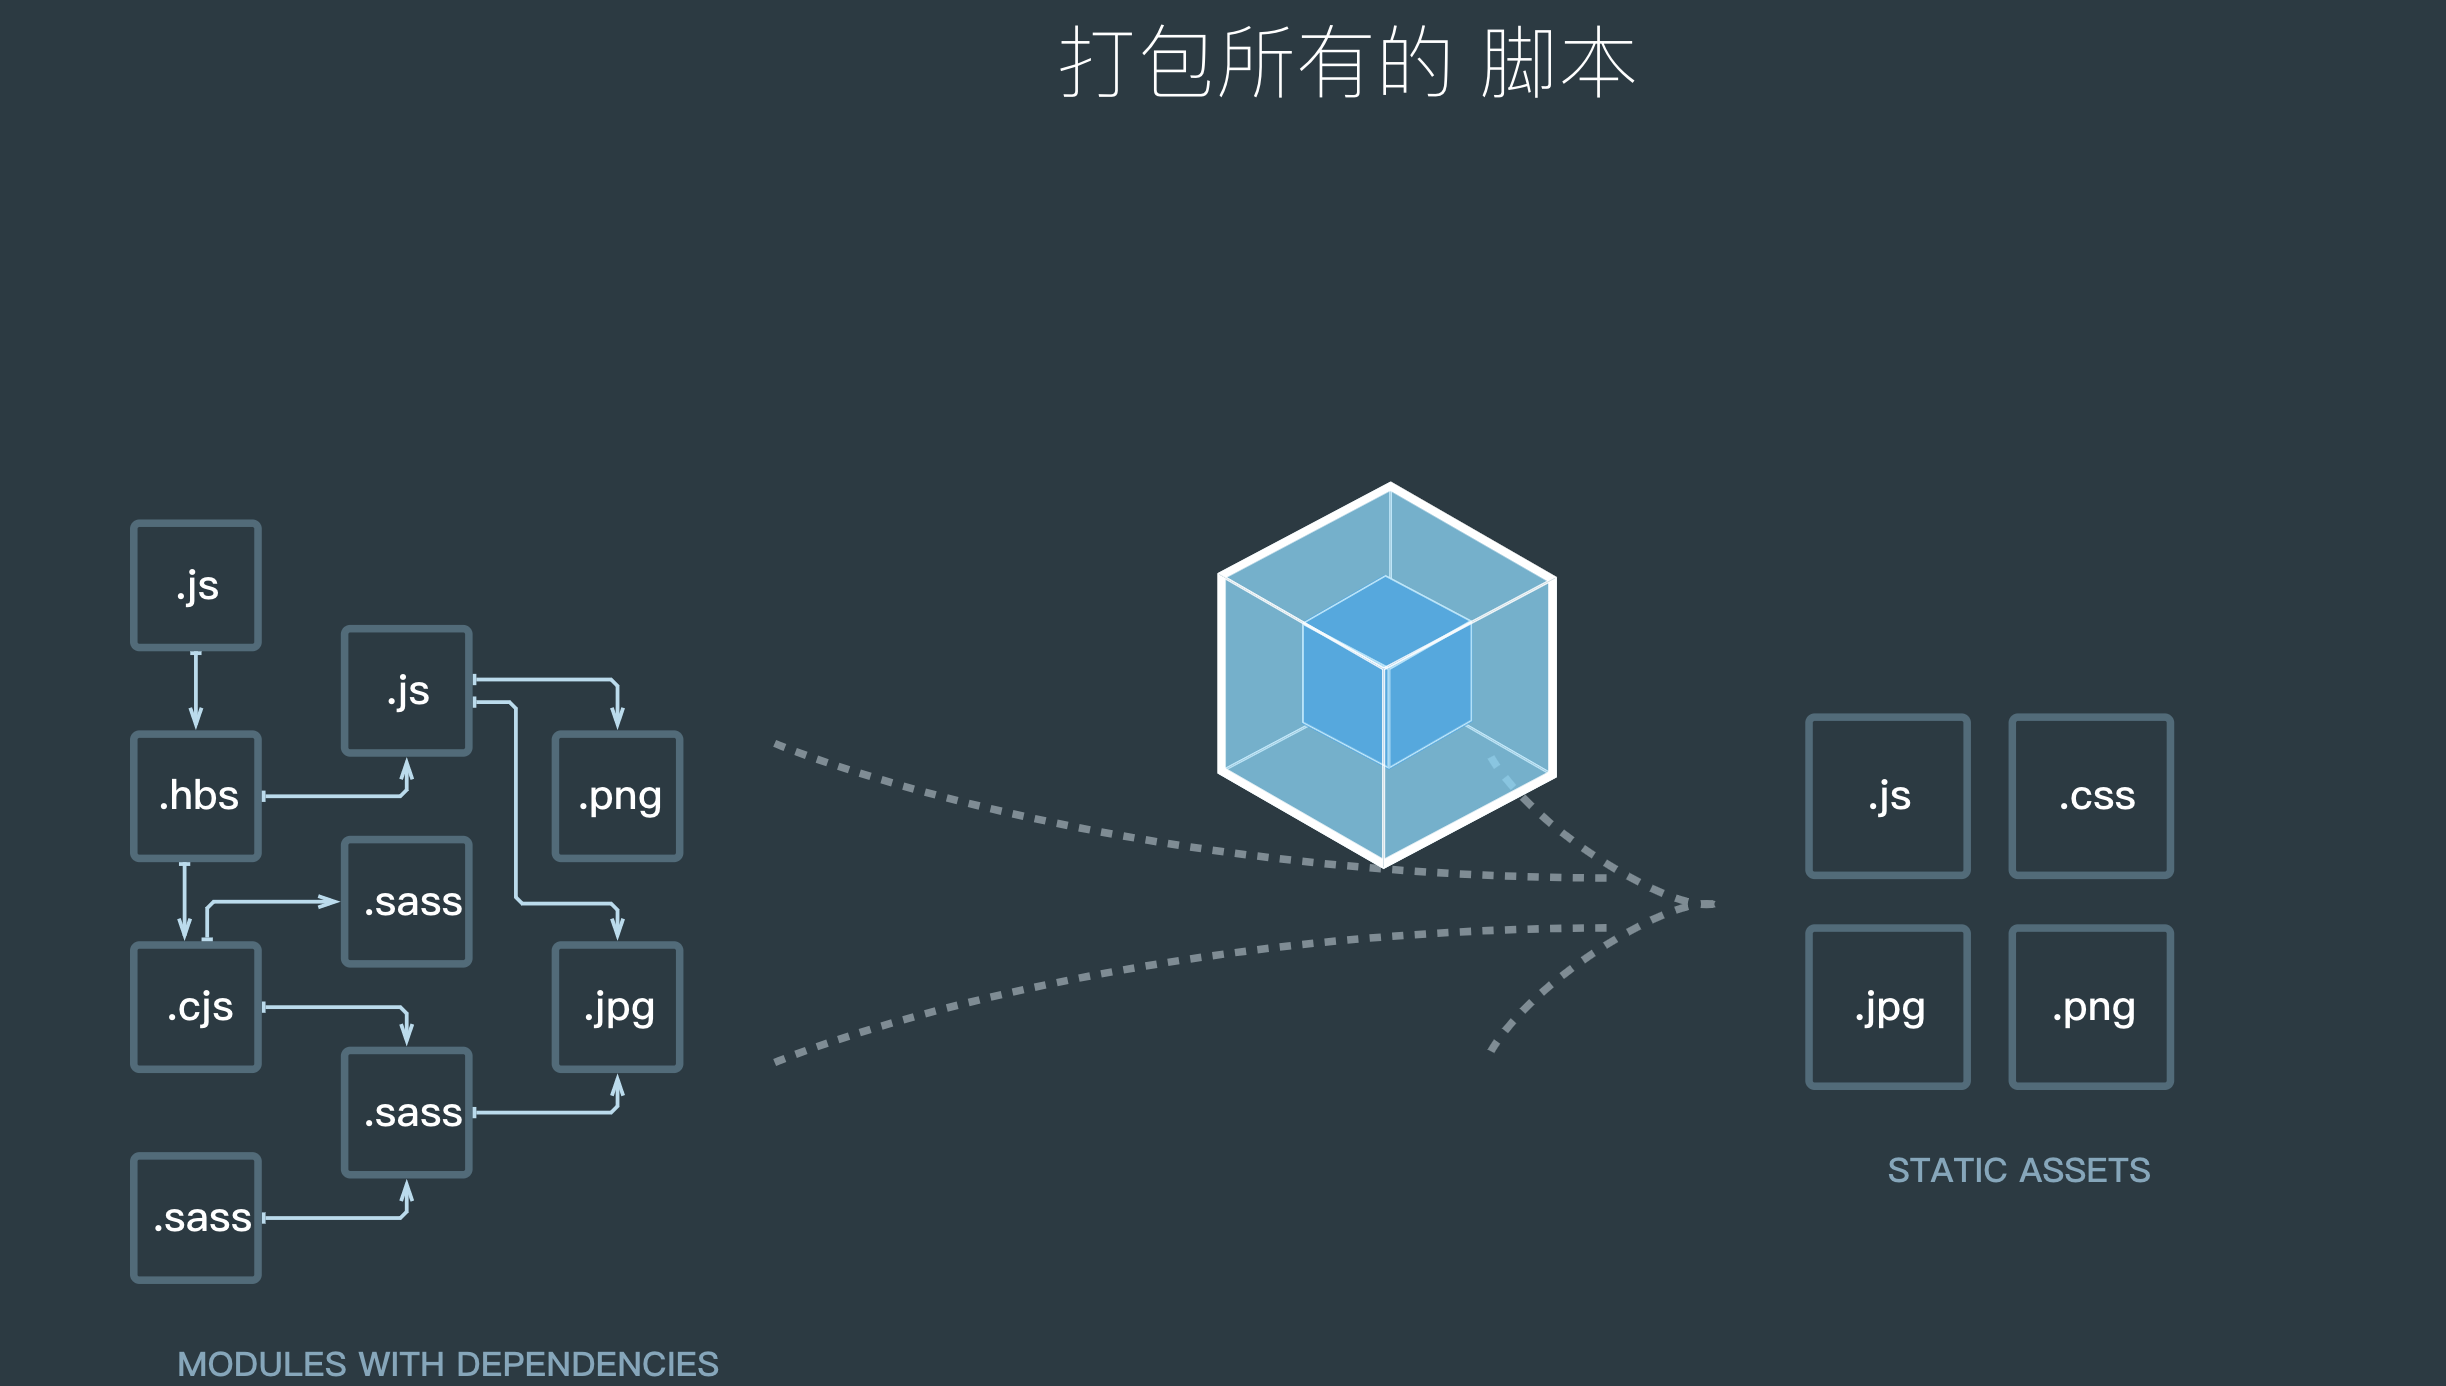 打包所有的 脚本
.js
.js
.hbs
.png
.sass
.cjs
.jpg
.sass
.sass
MODULES WITH DEPENDENCIES
.js
.css
.jpg
.png
STATIC ASSETS